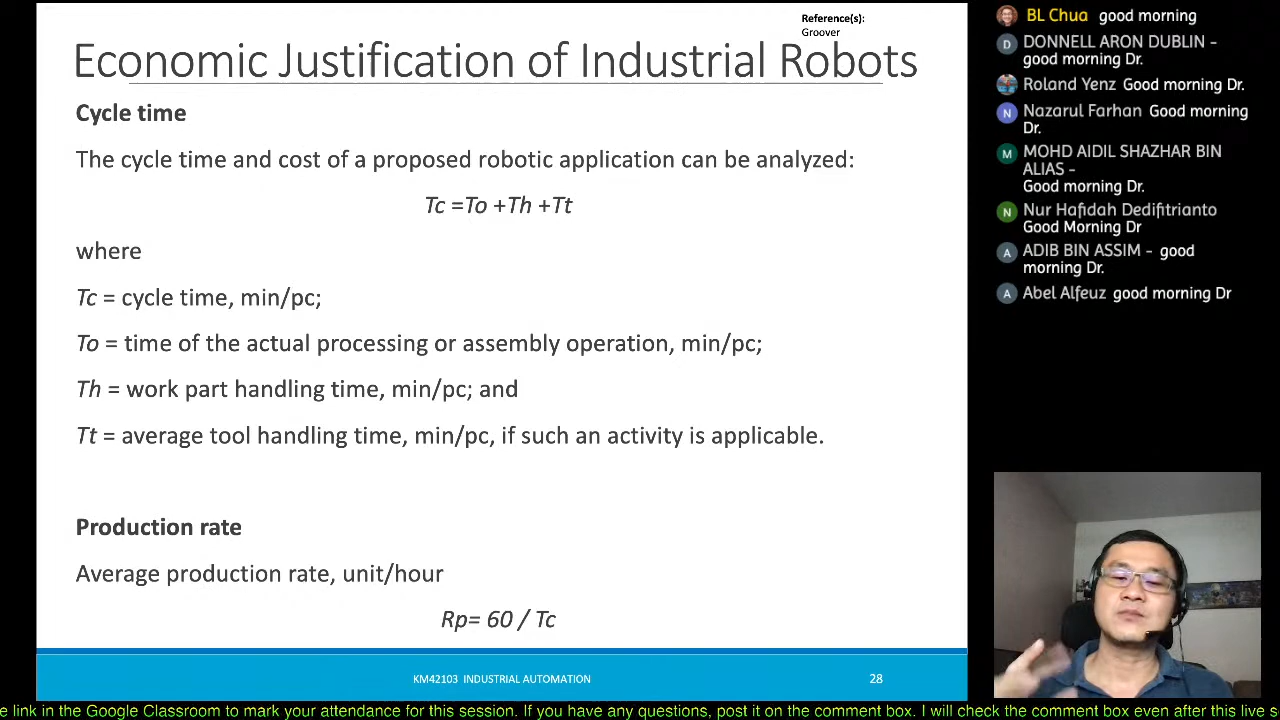 Reference(s):
Groover
Economic Justification of Industrial Robots
Cycle time
The cycle time and cost of a proposed robotic application can be analyzed:
Tc =To +Th +Tt
where
Tc = cycle time, min/pc;
To = time of the actual processing or assembly operation, min/pc;
Th = work part handling time, min/pc; and
Tt = average tool handling time, min/pc, if such an activity is applicable.
Production rate
Average production rate, unit/hour
Rp= 60 / Tc
KM42103 INDUSTRIAL AUTOMATION
28
BL Chua good morning
D
DONNELL ARON DUBLIN -
good morning Dr.
Roland Yenz Good morning Dr.
N
Nazarul Farhan Good morning
Dr.
M
MOHD AIDIL SHAZHAR BIN
ALIAS -
Good morning Dr.
N
Nur Hafidah Dedifitrianto
Good Morning Dr
A
ADIB BIN ASSIM - good
morning Dr.
A
Abel Alfeuz good morning Dr
e link in the Google Classroom to mark your attendance for this session. If you have any questions, post it on the comment box. I will check the comment box even after this live s